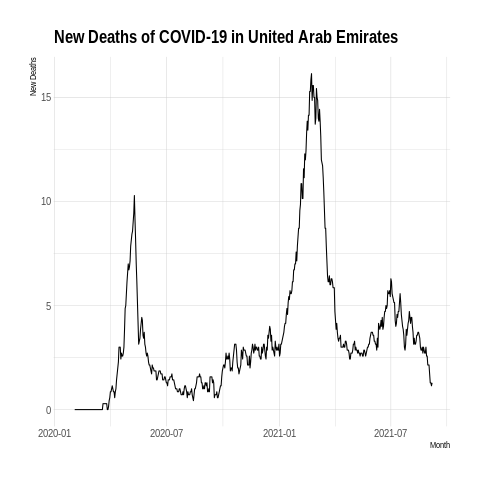 New Deaths of COVID-19 in United Arab Emirates
New Deaths
15
10
5
0
2020-01 2020-07 2021-01 2021-07
Month